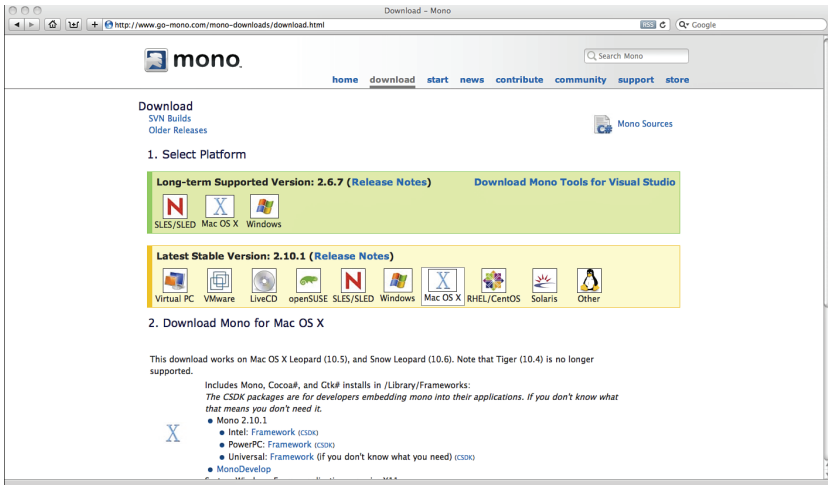 Download – Mono
http://www.go-mono.com/mono-downloads/download.html
RSS
Google
mono
Search Mono
home download start news contribute community support store
Download
SVN Builds
Older Releases
C#
Mono Sources
1. Select Platform
Long-term Supported Version: 2.6.7 (Release Notes)
Download Mono Tools for Visual Studio
SLES/SLED Mac OS X Windows
Latest Stable Version: 2.10.1 (Release Notes)
Virtual PC VMware LiveCD openSUSE SLES/SLED Windows Mac OS X RHEL/CentOS Solaris Other
2. Download Mono for Mac OS X
This download works on Mac OS X Leopard (10.5), and Snow Leopard (10.6). Note that Tiger (10.4) is no longer
supported.
Includes Mono, Cocoa#, and Gtk# installs in /Library/Frameworks:
The CSDK packages are for developers embedding mono into their applications. If you don't know what
that means you don't need it.
Mono 2.10.1
Intel: Framework (CSDK)
PowerPC: Framework (CSDK)
Universal: Framework (if you don't know what you need) (CSDK)
MonoDevelop